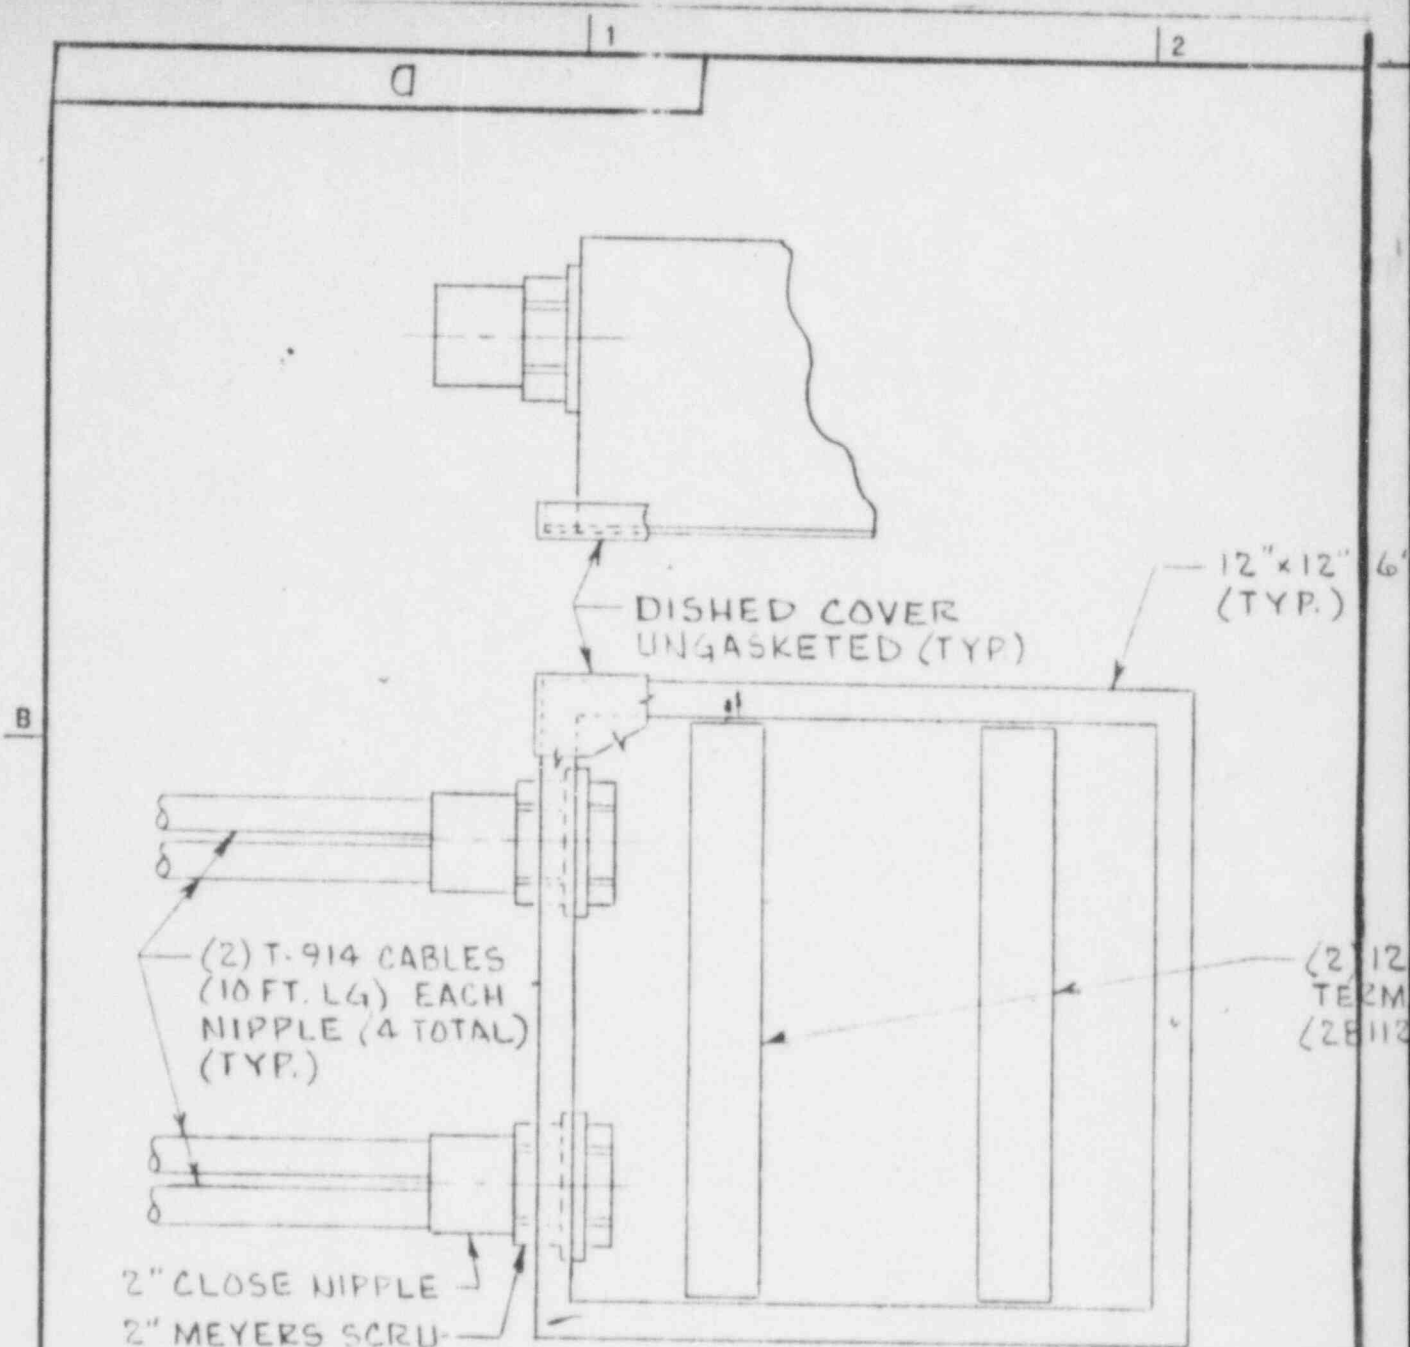 1
2
D
12"x12" 6"
(TYP.)
DISHED COVER
UNGASKETED (TYP.)
B
(2) T-914 CABLES
(10 FT. LG) EACH
NIPPLE (4 TOTAL)
(TYP.)
(2) 12
TERM
(2B112
2" CLOSE NIPPLE
2" MEYERS SCRU-